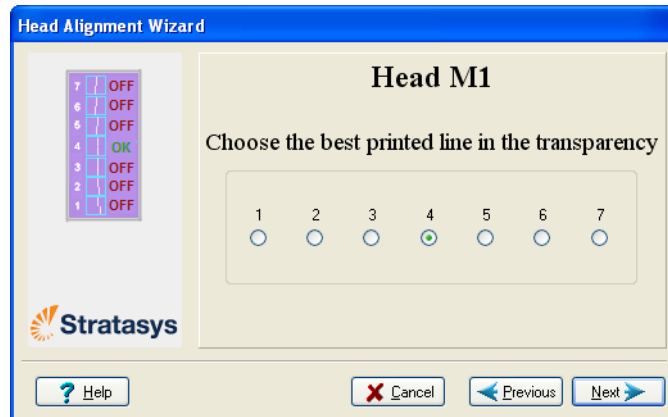 Head Alignment Wizard
7 OFF
6 OFF
5 OFF
4 OK
3 OFF
2 OFF
1 OFF
Stratasys
Head M1
Choose the best printed line in the transparency
1 2 3 4 5 6 7
? Help
Cancel
Previous
Next